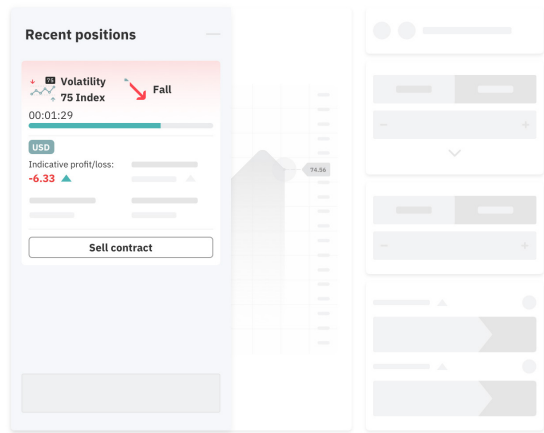 Recent positions
75
Volatility
75 Index
Fall
00:01:29
USD
Indicative profit/loss:
-6.33
74.56
Sell contract